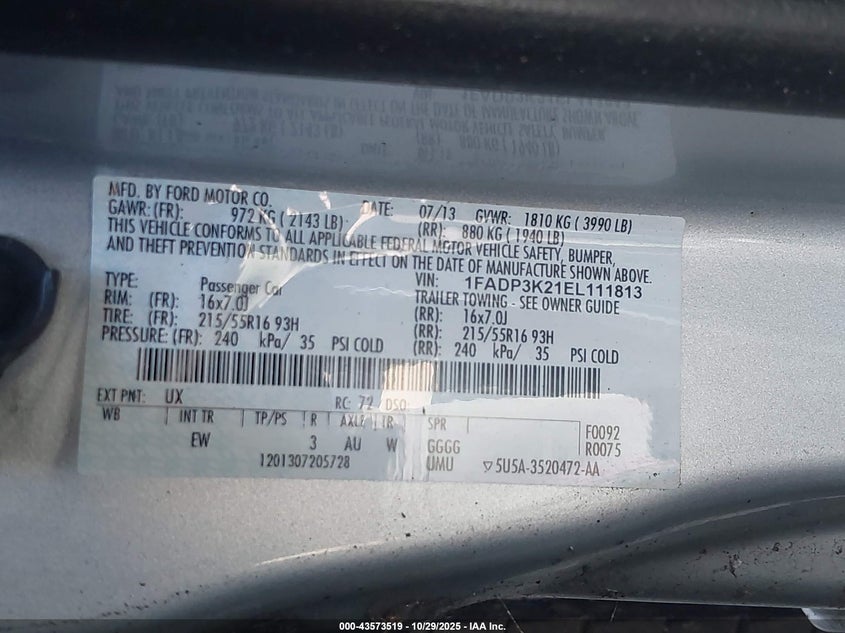 MFD. BY FORD MOTOR CO. DATE: 07/13 GVWR: 1810 KG ( 3990 LB)
GAWR:(FR): 972 KG ( 2143 LB) (RR): 880 KG ( 1940 LB)
THIS VEHICLE CONFORMS TO ALL APPLICABLE FEDERAL MOTOR VEHICLE SAFETY, BUMPER,
AND THEFT PREVENTION STANDARDS IN EFFECT ON THE DATE OF MANUFACTURE SHOWN ABOVE.
VIN: 1FADP3K21EL111813
TYPE: Passenger Car TRAILER TOWING - SEE OWNER GUIDE
RIM: (FR): 16x7.0J (RR): 16x7.0J
TIRE: (FR): 215/55R16 93H (RR): 215/55R16 93H
PRESSURE:(FR): 240 kPa/ 35 PSI COLD (RR): 240 kPa/ 35 PSI COLD
EXT PNT: UX RC: 72 DSO:
WB INT TR TP/PS R AXLE TR SPR F0092
EW 3 AU W GGGG R0075
1201307205728 UMU ▽5U5A-3520472-AA
000-43573519 - 10/29/2025 - IAA Inc.